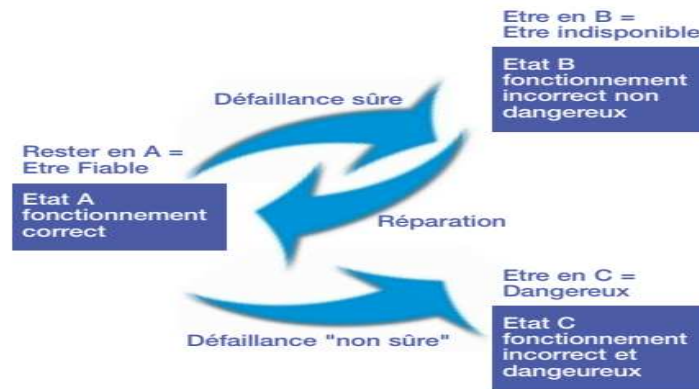 Etre en B =
Etre indisponible
Etat B
fonctionnement
incorrect non
dangereux
Défaillance sûre
Rester en A =
Etre Fiable
Etat A
fonctionnement
correct
Réparation
Etre en C =
Dangereux
Défaillance "non sûre"
Etat C
fonctionnement
incorrect et
dangeureux